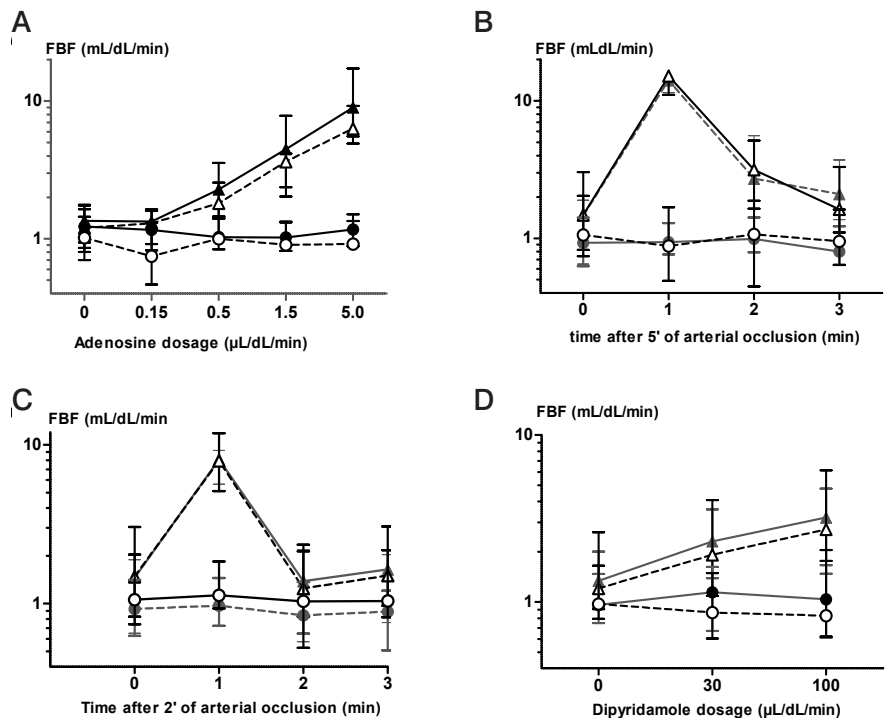 A
FBF (mL/dL/min)
10
1
0 0.15 0.5 1.5 5.0
Adenosine dosage (µL/dL/min)
B
FBF (mLdL/min)
10
1
0 1 2 3
time after 5' of arterial occlusion (min)
C
FBF (mL/dL/min
10
1
0 1 2 3
Time after 2' of arterial occlusion (min)
D
FBF (mL/dL/min)
10
1
0 30 100
Dipyridamole dosage (µL/dL/min)